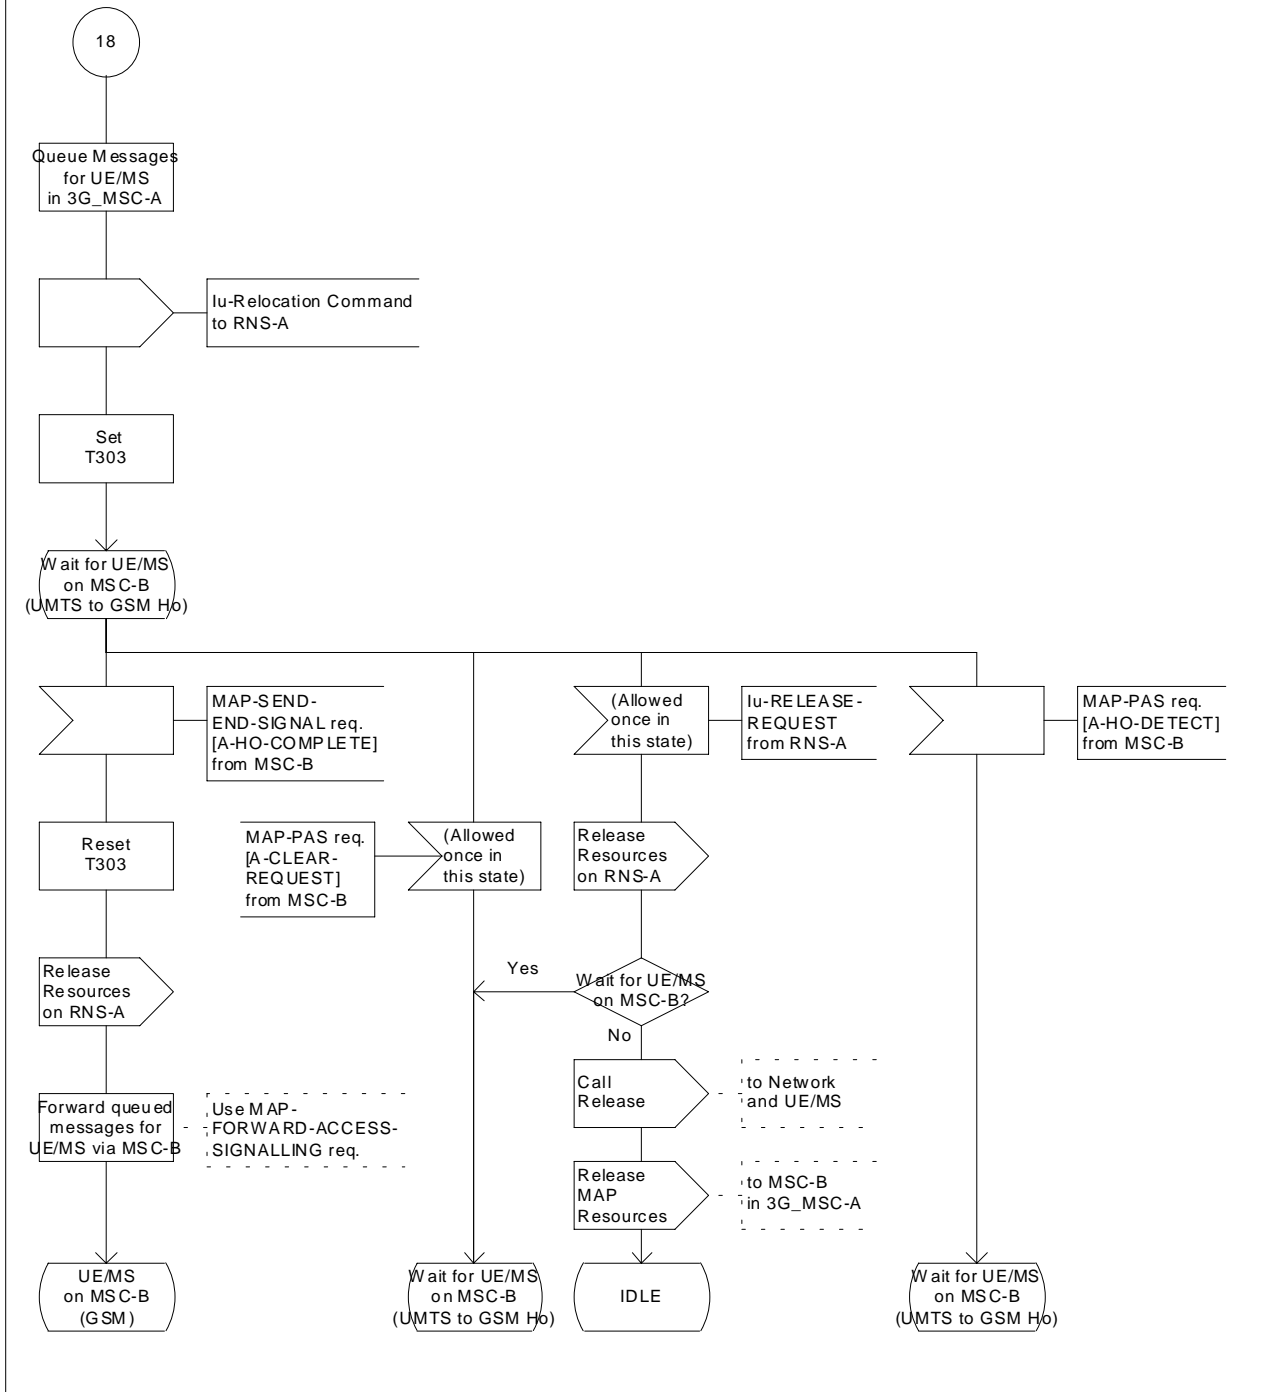 18
Queue Messages
for UE/MS
in 3G_MSC-A
Iu-Relocation Command
to RNS-A
Set
T303
Wait for UE/MS
on MSC-B
(UMTS to GSM Ho)
MAP-SEND-
END-SIGNAL req.
[A-HO-COMPLETE]
from MSC-B
(Allowed
once in
this state)
Iu-RELEASE-
REQUEST
from RNS-A
MAP-PAS req.
[A-HO-DETECT]
from MSC-B
Reset
T303
MAP-PAS req.
[A-CLEAR-
REQUEST]
from MSC-B
(Allowed
once in
this state)
Release
Resources
on RNS-A
Release
Resources
on RNS-A
Yes
Wait for UE/MS
on MSC-B?
No
Call
Release
to Network
and UE/MS
Forward queued
messages for
UE/MS via MSC-B
Use MAP-
FORWARD-ACCESS-
SIGNALLING req.
Release
MAP
Resources
to MSC-B
in 3G_MSC-A
UE/MS
on MSC-B
(GSM)
Wait for UE/MS
on MSC-B
(UMTS to GSM Ho)
IDLE
Wait for UE/MS
on MSC-B
(UMTS to GSM Ho)